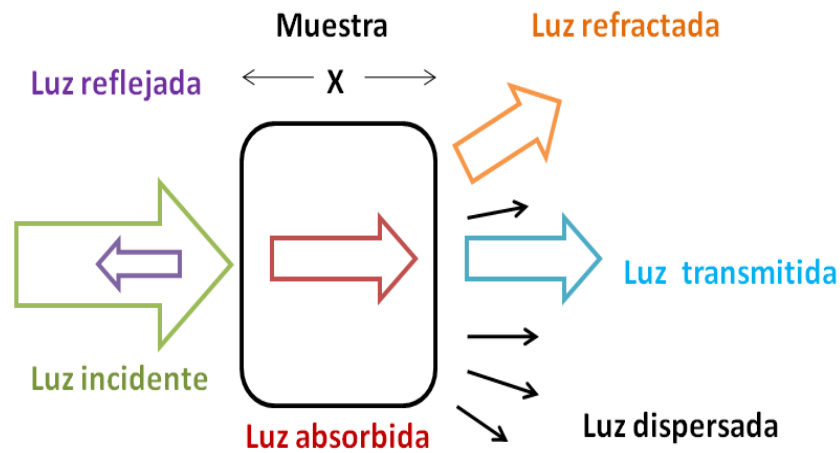 Muestra
Luz refractada
Luz reflejada
X
Luz transmitida
Luz incidente
Luz absorbida
Luz dispersada